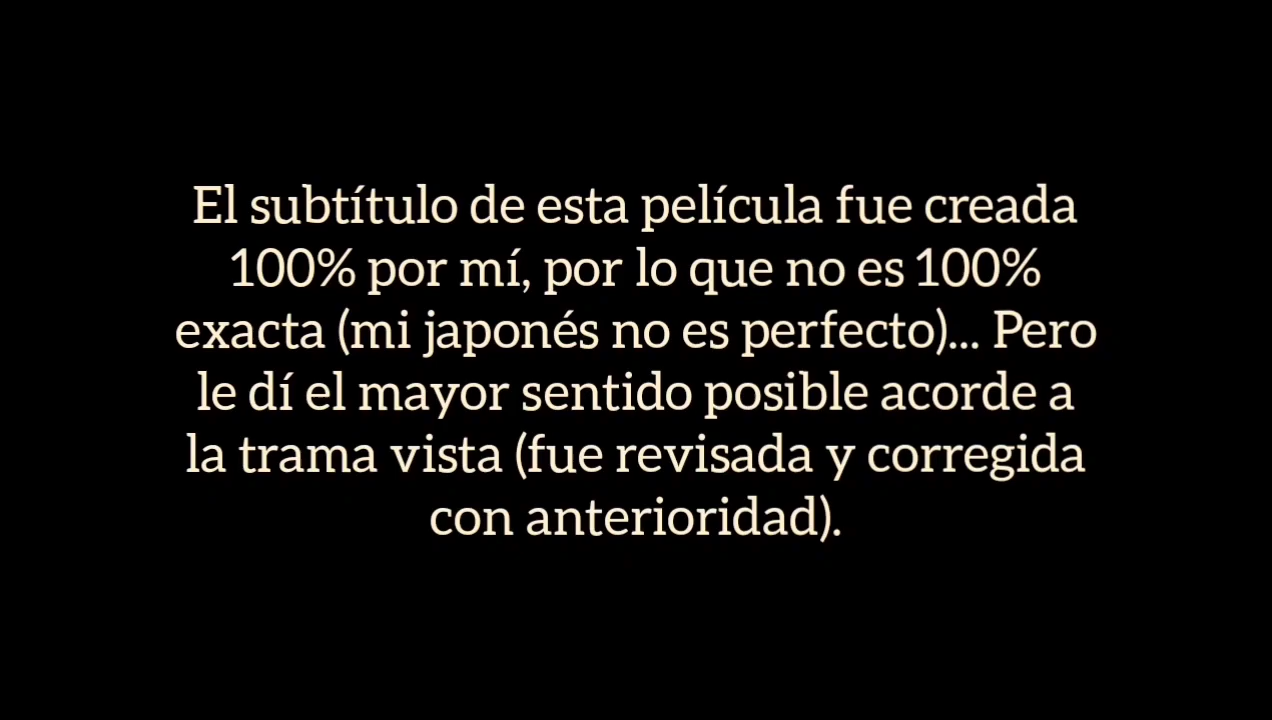 El subtítulo de esta película fue creada
100% por mí, por lo que no es 100%
exacta (mi japonés no es perfecto)... Pero
le dí el mayor sentido posible acorde a
la trama vista (fue revisada y corregida
con anterioridad).